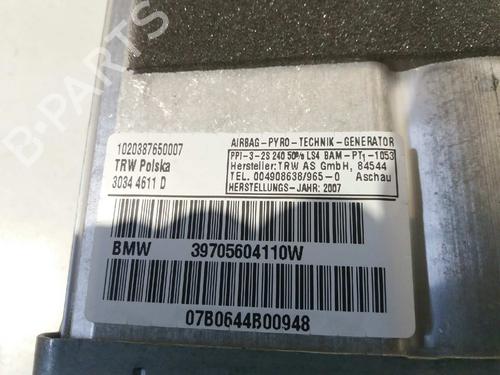 1020387650007
TRW Polska
3034 4611 D
AIRBAG-PYRO-TECHNIK-GENERATOR
PPI-3-2S 240 50% LS4 BAM-PT1-1053
Hersteller: TRW AS GmbH, 84544
TEL. 004908638/965-0 Aschau
HERSTELLUNGS-JAHR: 2007
BMW 39705604110W
07B0644B00948
B-PARTS